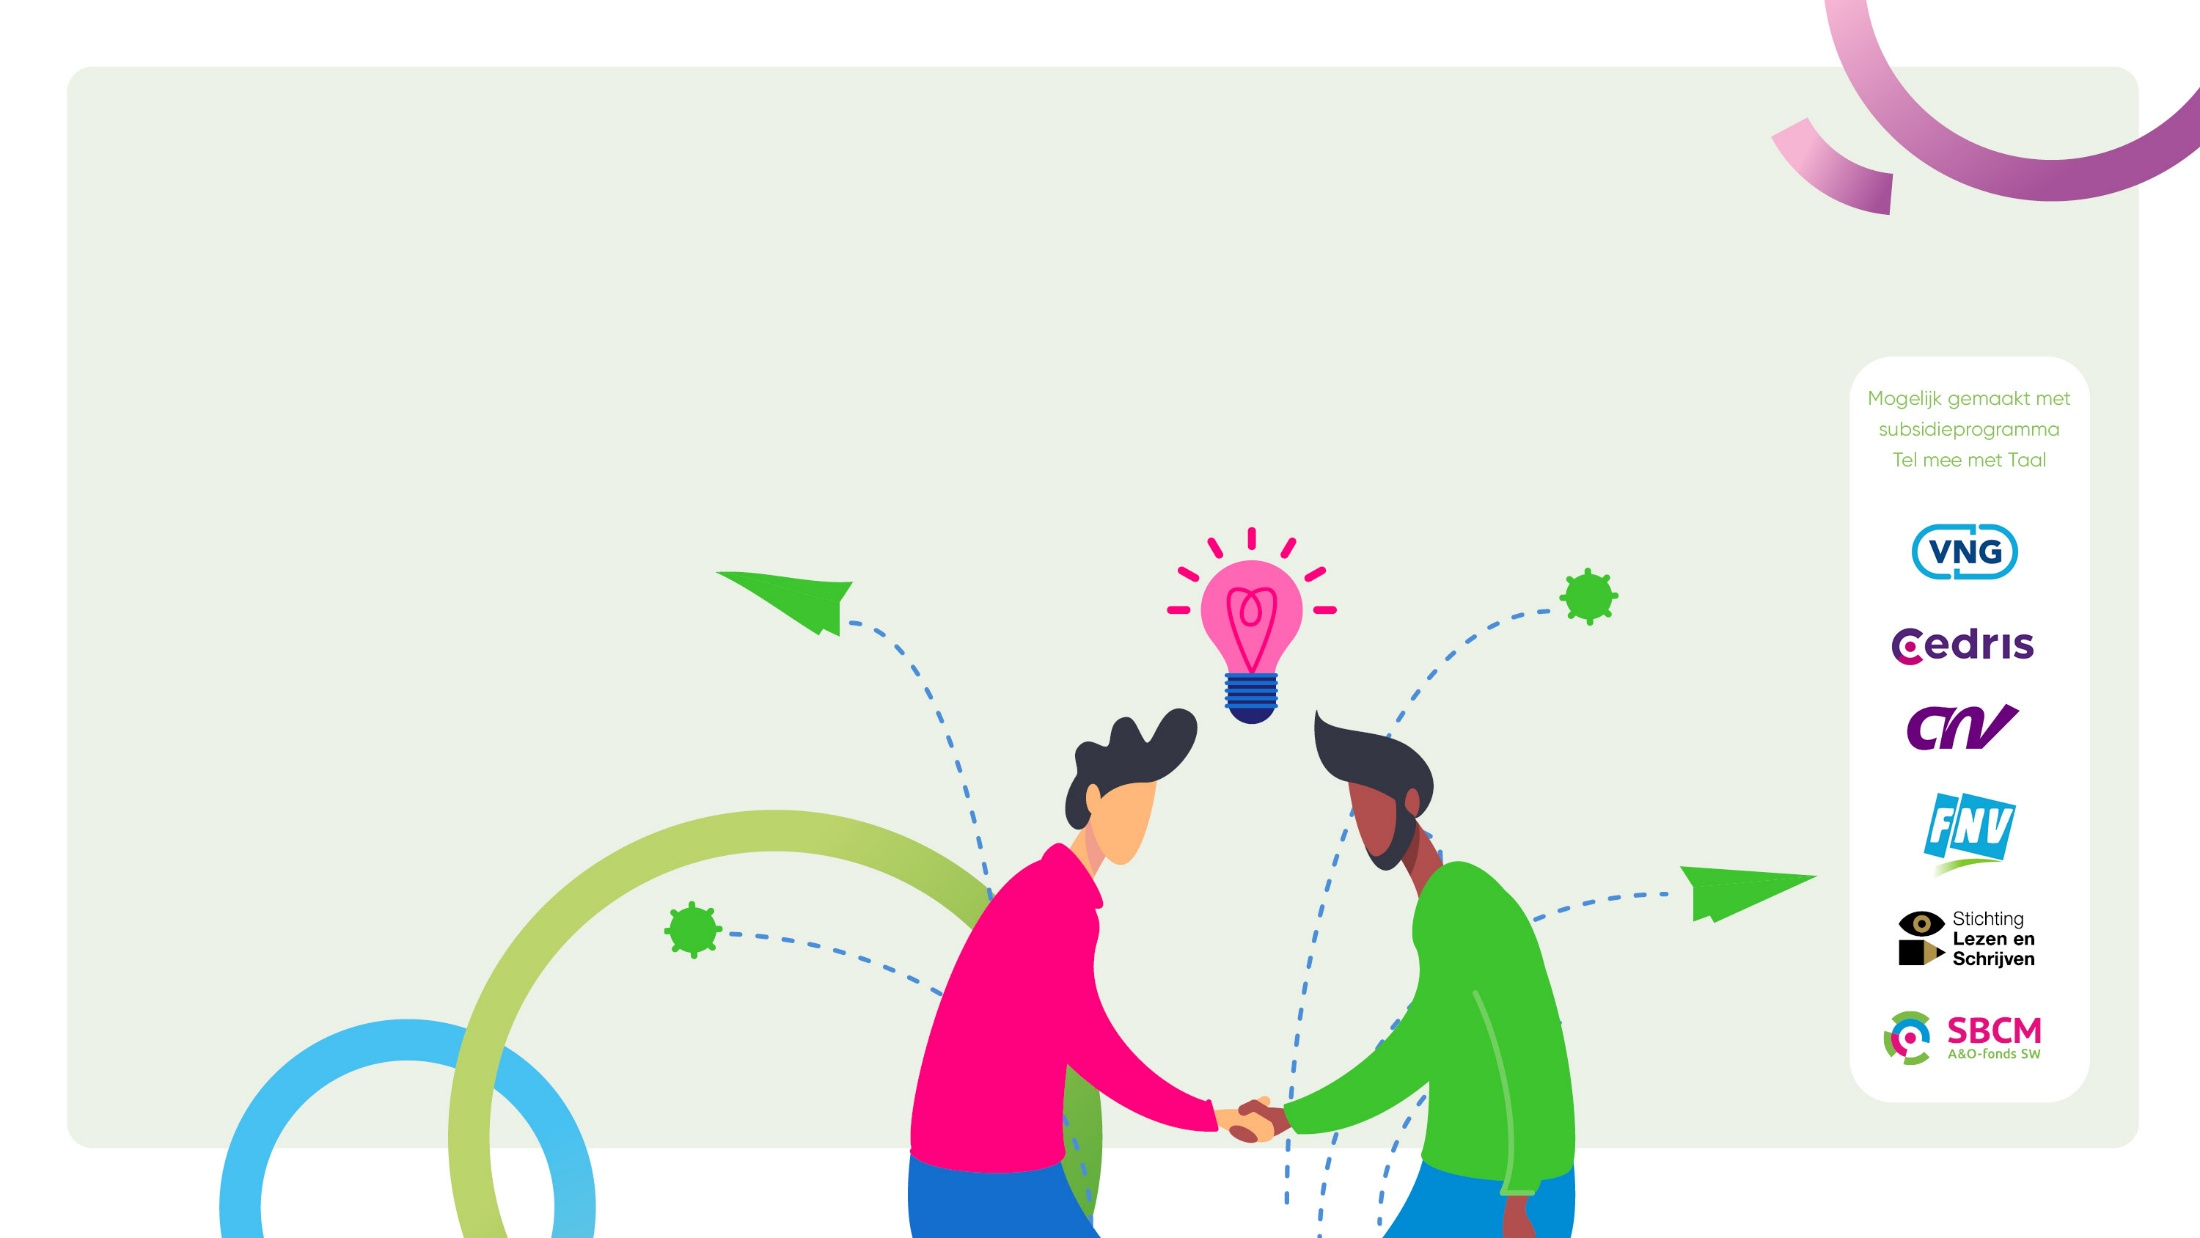 Mogelijk gemaakt met
subsidieprogramma
Tel mee met Taal
VNG
Cedris
CNV
FNV
Stichting
Lezen en
Schrijven
SBCM
A&O-fonds SW